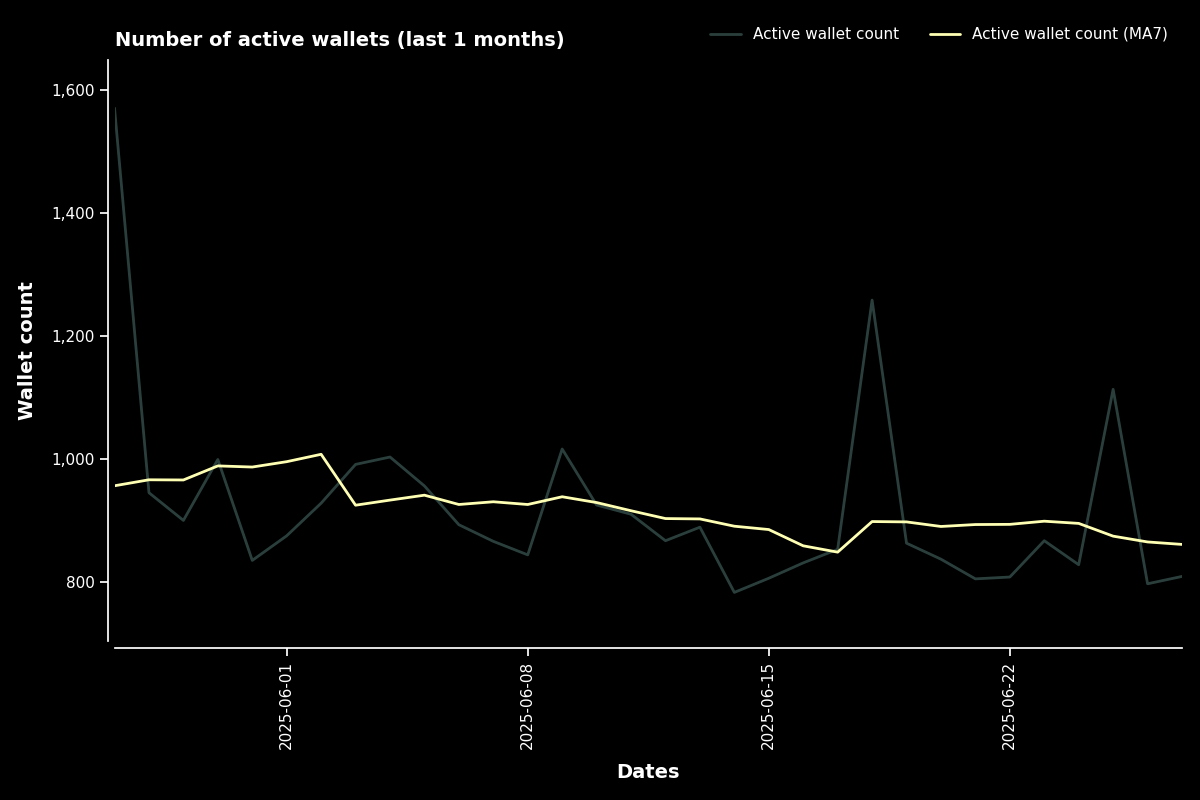 Number of active wallets (last 1 months)
Active wallet count
Active wallet count (MA7)
Wallet count
1,600
1,400
1,200
1,000
800
2025-06-01
2025-06-08
2025-06-15
2025-06-22
Dates